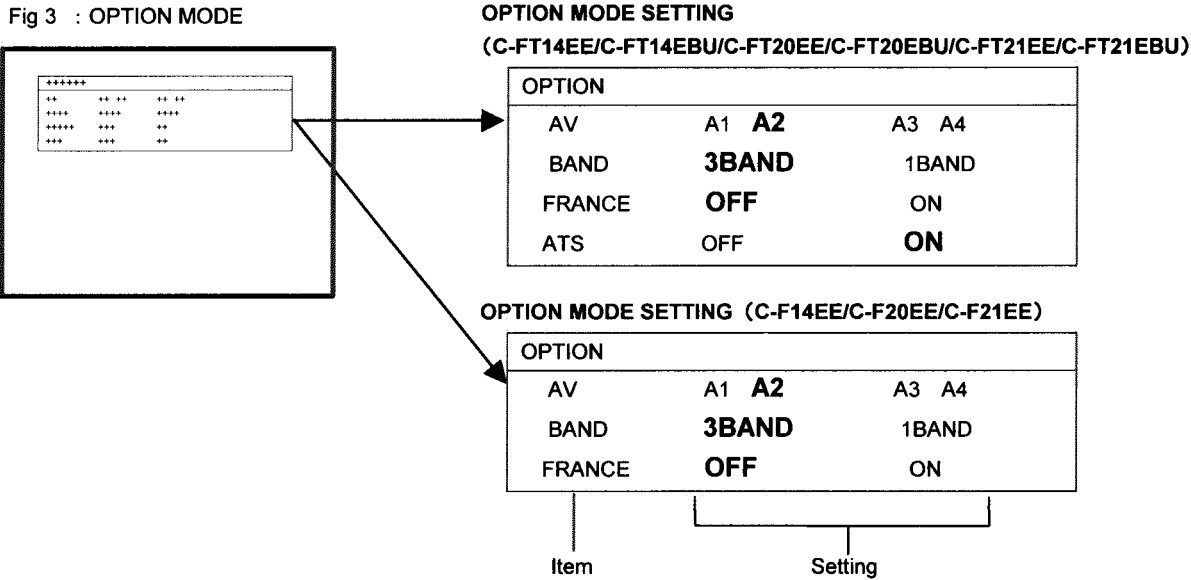 Fig 3 : OPTION MODE
++++++
++ ++ ++ ++ ++
++++ ++++ ++++
+++++ +++ ++
+++ +++ ++
OPTION MODE SETTING
（C-FT14EE/C-FT14EBU/C-FT20EE/C-FT20EBU/C-FT21EE/C-FT21EBU）
OPTION
AV A1 A2 A3 A4
BAND 3BAND 1BAND
FRANCE OFF ON
ATS OFF ON
OPTION MODE SETTING（C-F14EE/C-F20EE/C-F21EE）
OPTION
AV A1 A2 A3 A4
BAND 3BAND 1BAND
FRANCE OFF ON
Item Setting